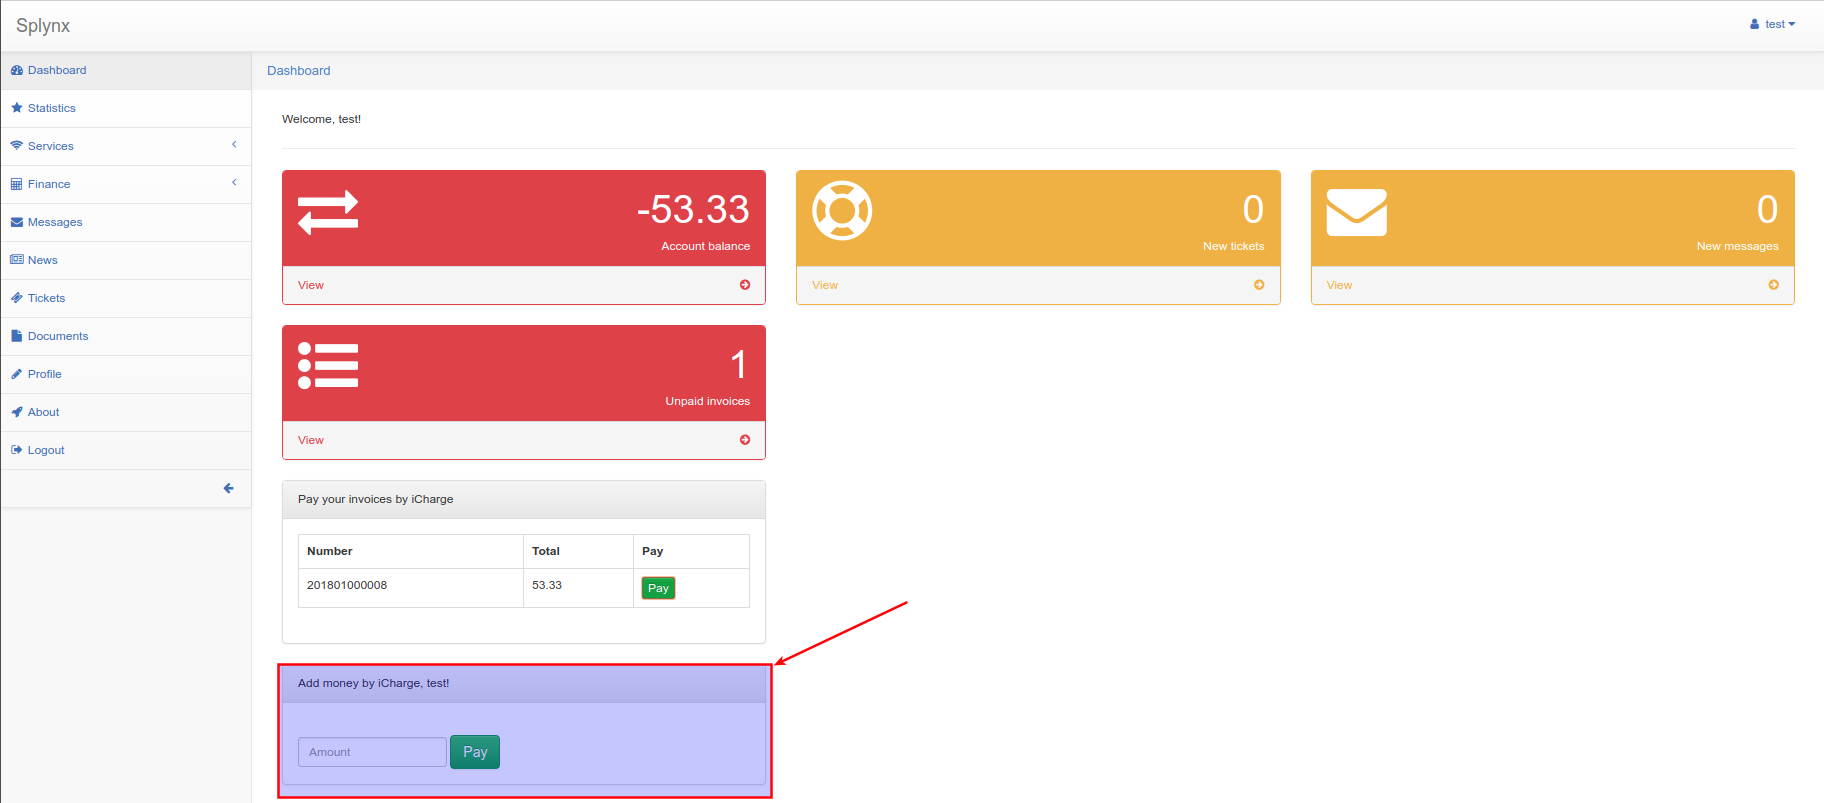 Splynx
test
Dashboard
Statistics
Services
Finance
Messages
News
Tickets
Documents
Profile
About
Logout
Dashboard
Welcome, test!
-53.33
Account balance
View
0
New tickets
View
0
New messages
View
1
Unpaid invoices
View
Pay your invoices by iCharge
Number Total Pay
201801000008 53.33 Pay
Add money by iCharge, test!
Amount Pay